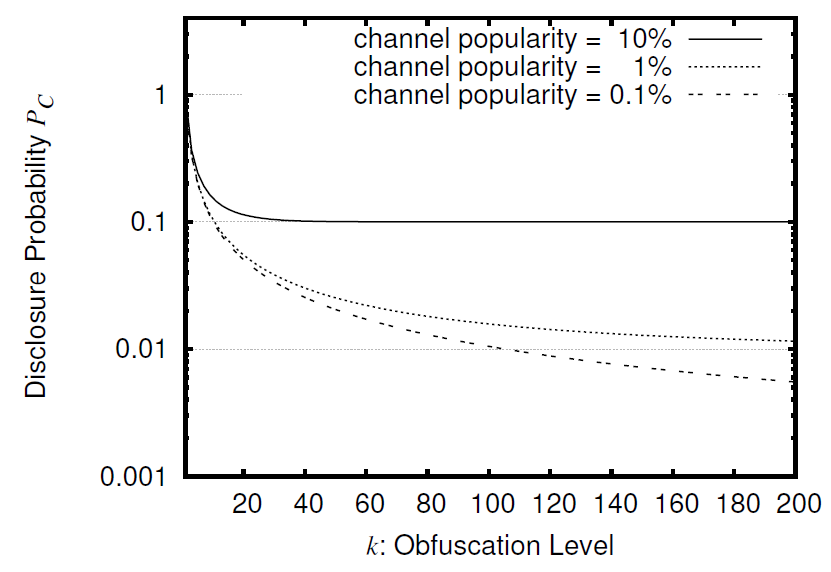 channel popularity = 10%
channel popularity = 1%
channel popularity = 0.1%
Disclosure Probability P_C
1
0.1
0.01
0.001
20 40 60 80 100 120 140 160 180 200
k: Obfuscation Level